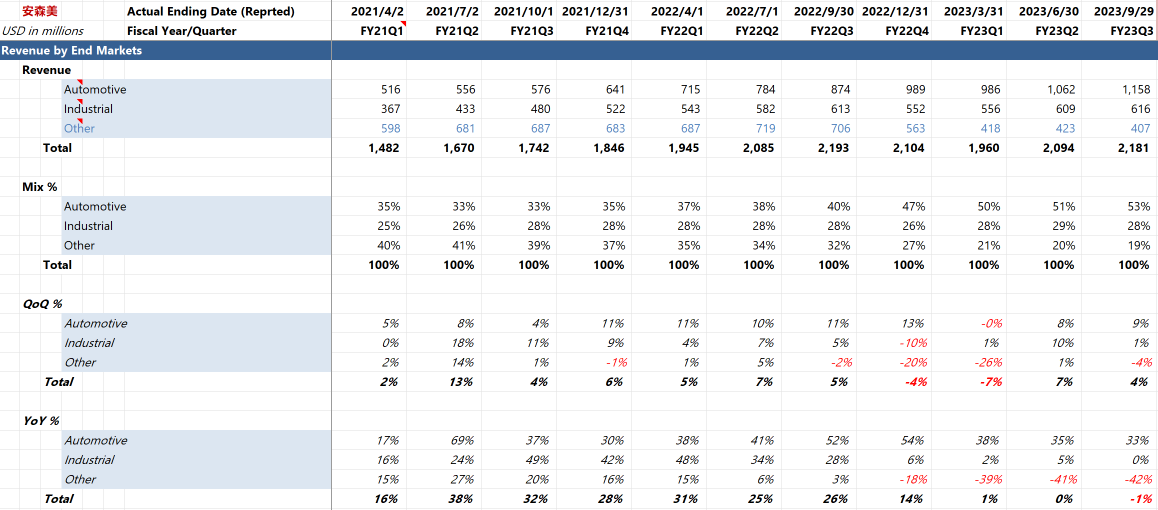 安森美 Actual Ending Date (Reprted) 2021/4/2 2021/7/2 2021/10/1 2021/12/31 2022/4/1 2022/7/1 2022/9/30 2022/12/31 2023/3/31 2023/6/30 2023/9/29
USD in millions Fiscal Year/Quarter FY21Q1 FY21Q2 FY21Q3 FY21Q4 FY22Q1 FY22Q2 FY22Q3 FY22Q4 FY23Q1 FY23Q2 FY23Q3
Revenue by End Markets
Revenue
Automotive 516 556 576 641 715 784 874 989 986 1,062 1,158
Industrial 367 433 480 522 543 582 613 552 556 609 616
Other 598 681 687 683 687 719 706 563 418 423 407
Total 1,482 1,670 1,742 1,846 1,945 2,085 2,193 2,104 1,960 2,094 2,181
Mix %
Automotive 35% 33% 33% 35% 37% 38% 40% 47% 50% 51% 53%
Industrial 25% 26% 28% 28% 28% 28% 28% 26% 28% 29% 28%
Other 40% 41% 39% 37% 35% 34% 32% 27% 21% 20% 19%
Total 100% 100% 100% 100% 100% 100% 100% 100% 100% 100% 100%
QoQ %
Automotive 5% 8% 4% 11% 11% 10% 11% 13% -0% 8% 9%
Industrial 0% 18% 11% 9% 4% 7% 5% -10% 1% 10% 1%
Other 2% 14% 1% -1% 1% 5% -2% -20% -26% 1% -4%
Total 2% 13% 4% 6% 5% 7% 5% -4% -7% 7% 4%
YoY %
Automotive 17% 69% 37% 30% 38% 41% 52% 54% 38% 35% 33%
Industrial 16% 24% 49% 42% 48% 34% 28% 6% 2% 5% 0%
Other 15% 27% 20% 16% 15% 6% 3% -18% -39% -41% -42%
Total 16% 38% 32% 28% 31% 25% 26% 14% 1% 0% -1%